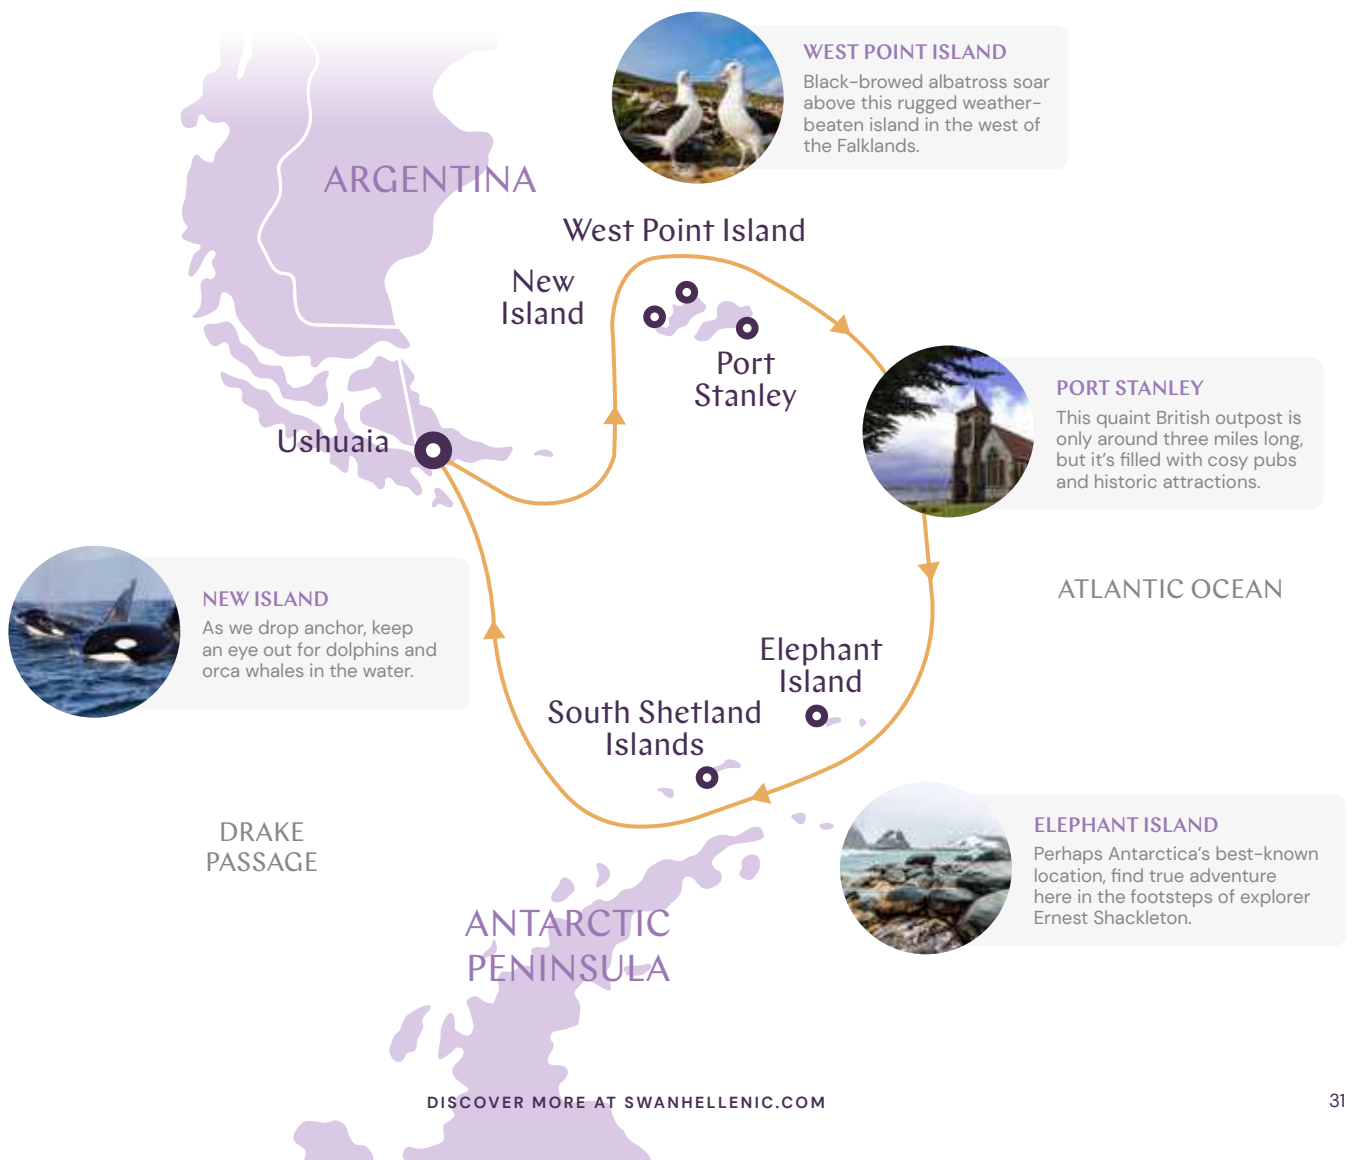 WEST POINT ISLAND
Black-browed albatross soar
above this rugged weather-
beaten island in the west of
the Falklands.
ARGENTINA
West Point Island
New
Island
Port
Stanley
PORT STANLEY
This quaint British outpost is
only around three miles long,
but it’s filled with cosy pubs
and historic attractions.
Ushuaia
NEW ISLAND
As we drop anchor, keep
an eye out for dolphins and
orca whales in the water.
ATLANTIC OCEAN
Elephant
Island
South Shetland
Islands
DRAKE
PASSAGE
ELEPHANT ISLAND
Perhaps Antarctica’s best-known
location, find true adventure
here in the footsteps of explorer
Ernest Shackleton.
ANTARCTIC
PENINSULA
DISCOVER MORE AT SWANHELLENIC.COM
31